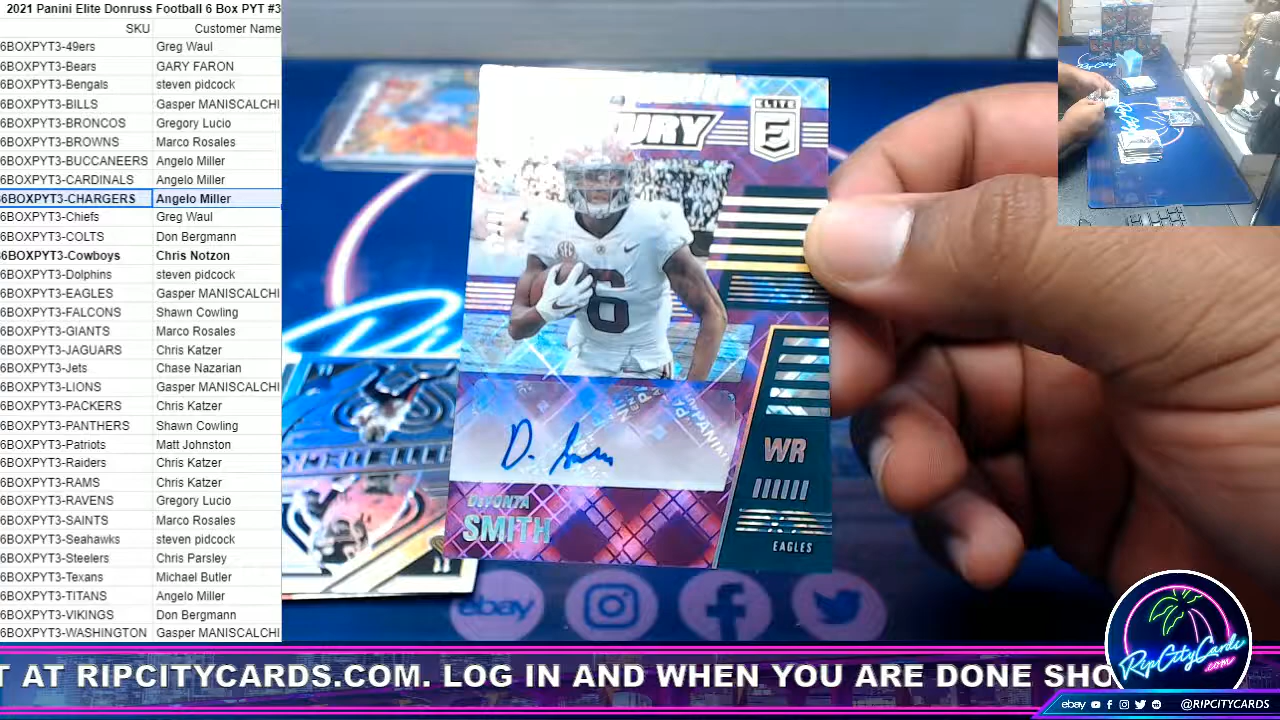 2021 Panini Elite Donruss Football 6 Box PYT #3
SKU Customer Name
6BOXPYT3-49ers Greg Waul
6BOXPYT3-Bears GARY FARON
6BOXPYT3-Bengals steven pidcock
6BOXPYT3-BILLS Gasper MANISCALCHI
6BOXPYT3-BRONCOS Gregory Lucio
6BOXPYT3-BROWNS Marco Rosales
6BOXPYT3-BUCCANEERS Angelo Miller
6BOXPYT3-CARDINALS Angelo Miller
6BOXPYT3-CHARGERS Angelo Miller
6BOXPYT3-Chiefs Greg Waul
6BOXPYT3-COLTS Don Bergmann
6BOXPYT3-Cowboys Chris Notzon
6BOXPYT3-Dolphins steven pidcock
6BOXPYT3-EAGLES Gasper MANISCALCHI
6BOXPYT3-FALCONS Shawn Cowling
6BOXPYT3-GIANTS Marco Rosales
6BOXPYT3-JAGUARS Chris Katzer
6BOXPYT3-Jets Chase Nazarian
6BOXPYT3-LIONS Gasper MANISCALCHI
6BOXPYT3-PACKERS Chris Katzer
6BOXPYT3-PANTHERS Shawn Cowling
6BOXPYT3-Patriots Matt Johnston
6BOXPYT3-Raiders Chris Katzer
6BOXPYT3-RAMS Chris Katzer
6BOXPYT3-RAVENS Gregory Lucio
6BOXPYT3-SAINTS Marco Rosales
6BOXPYT3-Seahawks steven pidcock
6BOXPYT3-Steelers Chris Parsley
6BOXPYT3-Texans Michael Butler
6BOXPYT3-TITANS Angelo Miller
6BOXPYT3-VIKINGS Don Bergmann
6BOXPYT3-WASHINGTON Gasper MANISCALCHI
URY
ELITE
E
SEC
6
D. Smith
DEVONTA
SMITH
WR
EAGLES
ebay
T AT RIPCITYCARDS.COM. LOG IN AND WHEN YOU ARE DONE SHO
RipCityCards
.com
ebay @RIPCITYCARDS